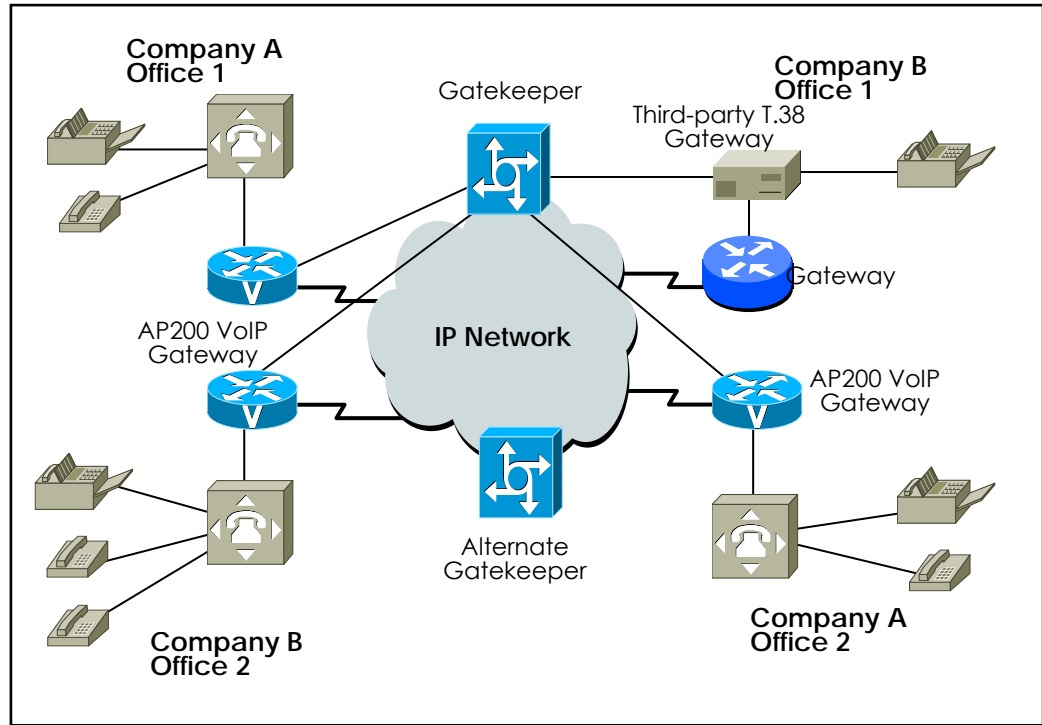 Company A
Office 1
Gatekeeper
Company B
Office 1
Third-party T.38
Gateway
V
Gateway
AP200 VoIP
Gateway
IP Network
V
V
AP200 VoIP
Gateway
Alternate
Gatekeeper
Company B
Office 2
Company A
Office 2